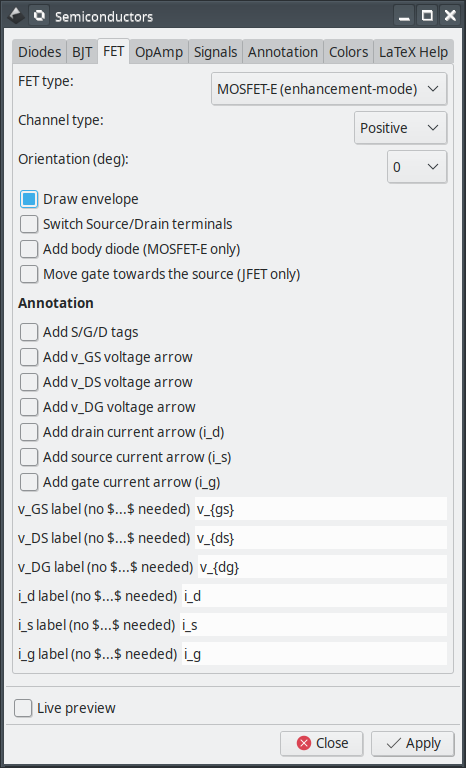 Semiconductors
Diodes BJT FET OpAmp Signals Annotation Colors LaTeX Help
FET type: MOSFET-E (enhancement-mode)
Channel type: Positive
Orientation (deg): 0
Draw envelope
Switch Source/Drain terminals
Add body diode (MOSFET-E only)
Move gate towards the source (JFET only)
Annotation
Add S/G/D tags
Add v_GS voltage arrow
Add v_DS voltage arrow
Add v_DG voltage arrow
Add drain current arrow (i_d)
Add source current arrow (i_s)
Add gate current arrow (i_g)
v_GS label (no $...$ needed) v_{gs}
v_DS label (no $...$ needed) v_{ds}
v_DG label (no $...$ needed) v_{dg}
i_d label (no $...$ needed) i_d
i_s label (no $...$ needed) i_s
i_g label (no $...$ needed) i_g
Live preview
Close Apply